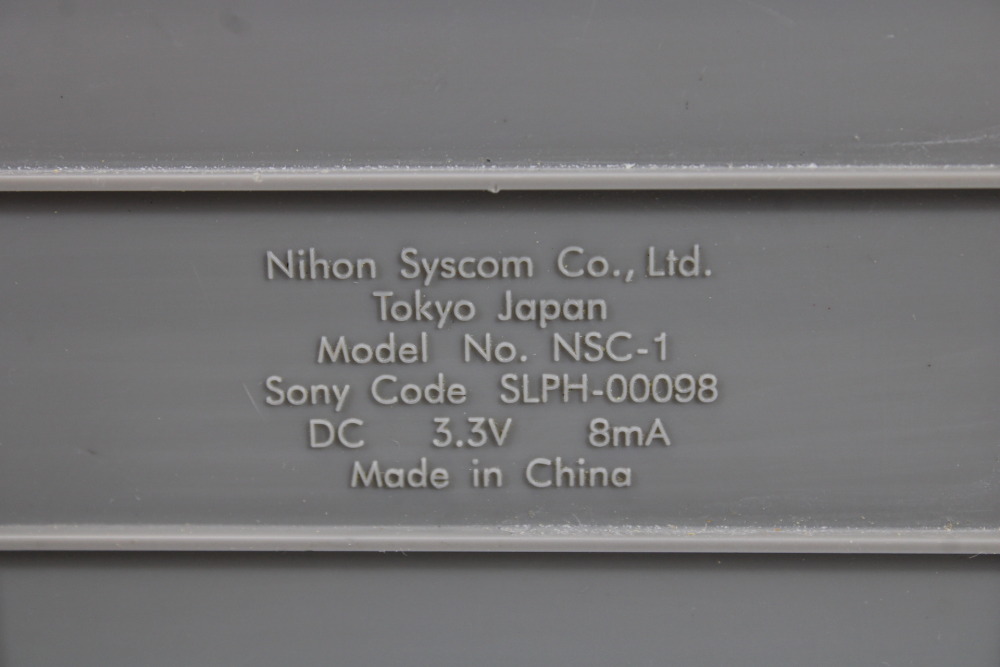 Nihon Syscom Co., Ltd.
Tokyo Japan
Model No. NSC-1
Sony Code SLPH-00098
DC 3.3V 8mA
Made in China